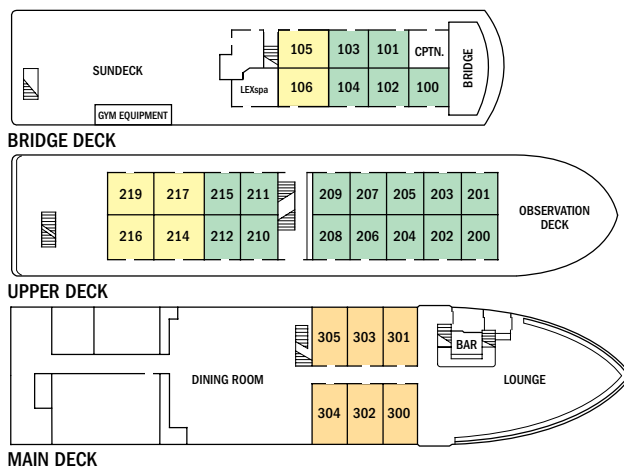 105 103 101 CPTN.
SUNDECK
BRIDGE
LEXspa 106 104 102 100
GYM EQUIPMENT
BRIDGE DECK
219 217 215 211 209 207 205 203 201
OBSERVATION
DECK
216 214 212 210 208 206 204 202 200
UPPER DECK
305 303 301
BAR
DINING ROOM
LOUNGE
304 302 300
MAIN DECK